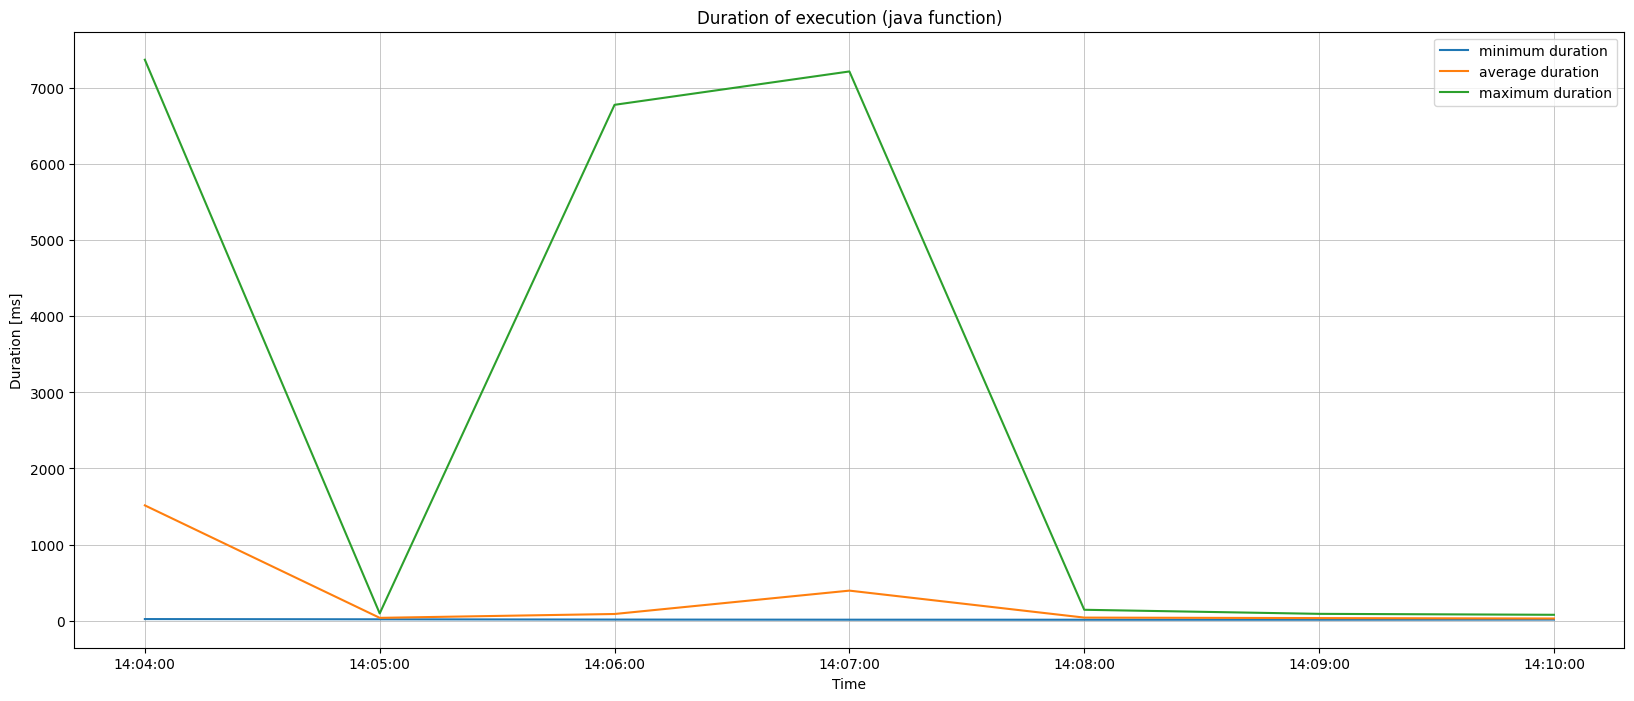 Duration of execution (java function)
minimum duration
average duration
maximum duration
7000
6000
5000
4000
3000
2000
1000
0
Duration [ms]
14:04:00 14:05:00 14:06:00 14:07:00 14:08:00 14:09:00 14:10:00
Time